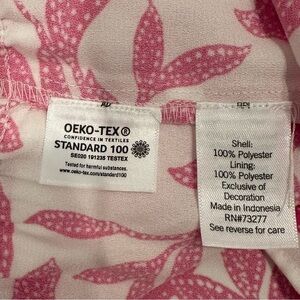 OEKO-TEX®
CONFIDENCE IN TEXTILES
STANDARD 100
SE020 191235 TESTEX
Tested for harmful substances.
www.oeko-tex.com/standard100
Shell:
100% Polyester
Lining:
100% Polyester
Exclusive of
Decoration
Made in Indonesia
RN#73277
See reverse for care